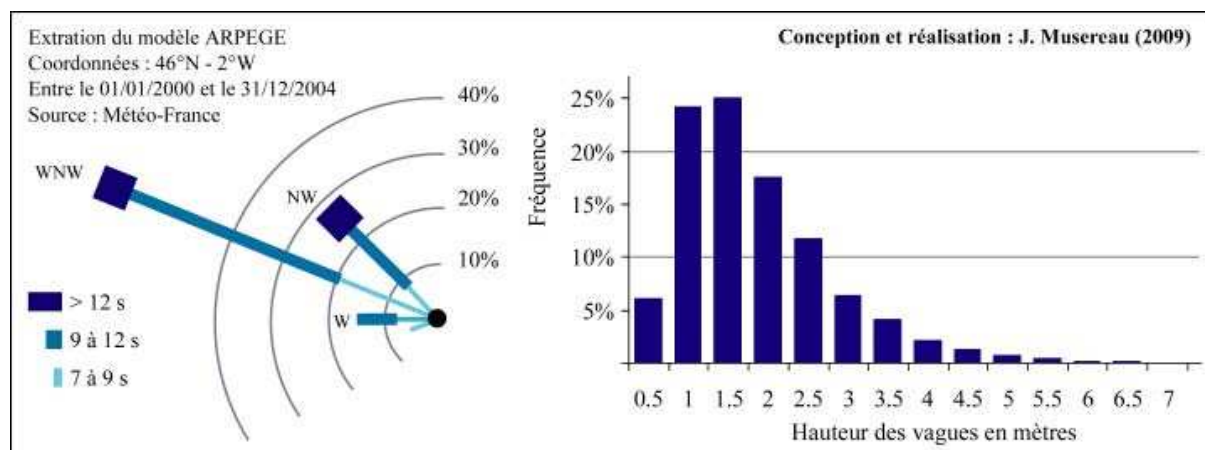 Extration du modèle ARPEGE
Coordonnées : 46°N - 2°W
Entre le 01/01/2000 et le 31/12/2004
Source : Météo-France
40%
30%
20%
10%
WNW
NW
W
> 12 s
9 à 12 s
7 à 9 s
Conception et réalisation : J. Musereau (2009)
Fréquence
25%
20%
15%
10%
5%
0.5 1 1.5 2 2.5 3 3.5 4 4.5 5 5.5 6 6.5 7
Hauteur des vagues en mètres